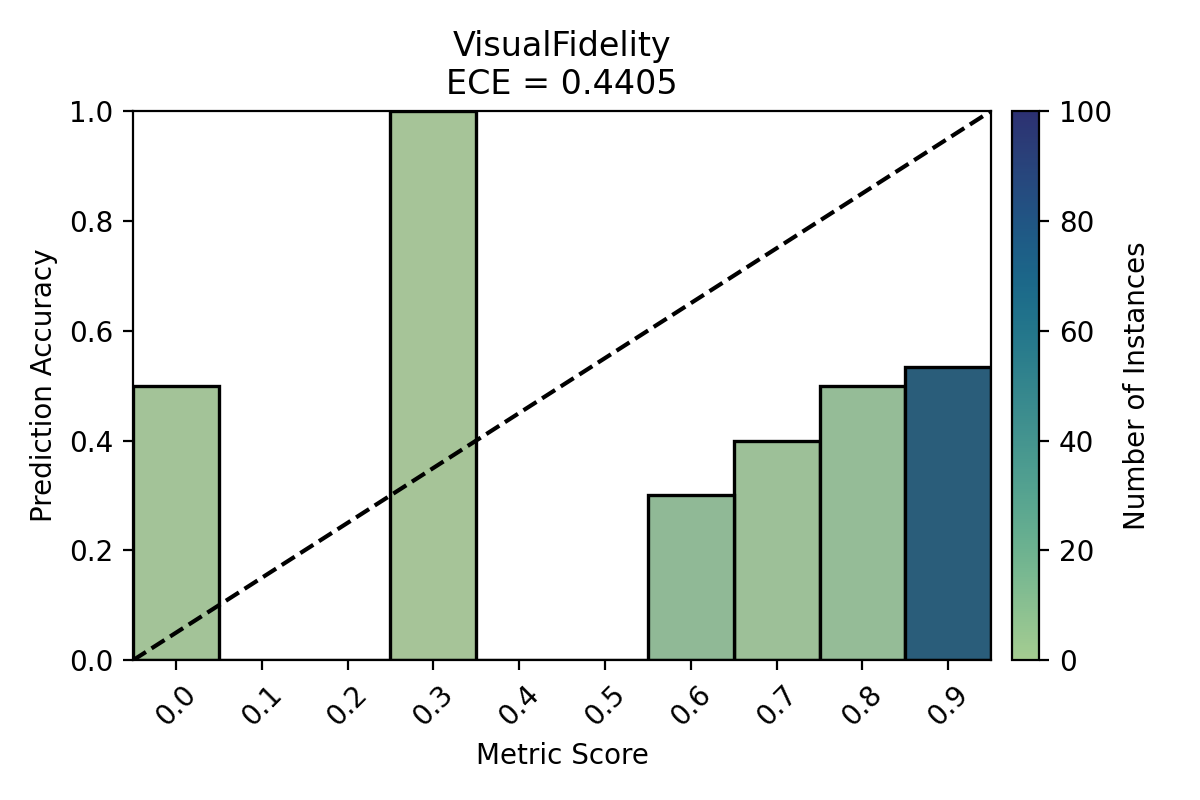 VisualFidelity
ECE = 0.4405
Prediction Accuracy
1.0
0.8
0.6
0.4
0.2
0.0
0.0 0.1 0.2 0.3 0.4 0.5 0.6 0.7 0.8 0.9
Metric Score
100
80
60
40
20
0
Number of Instances